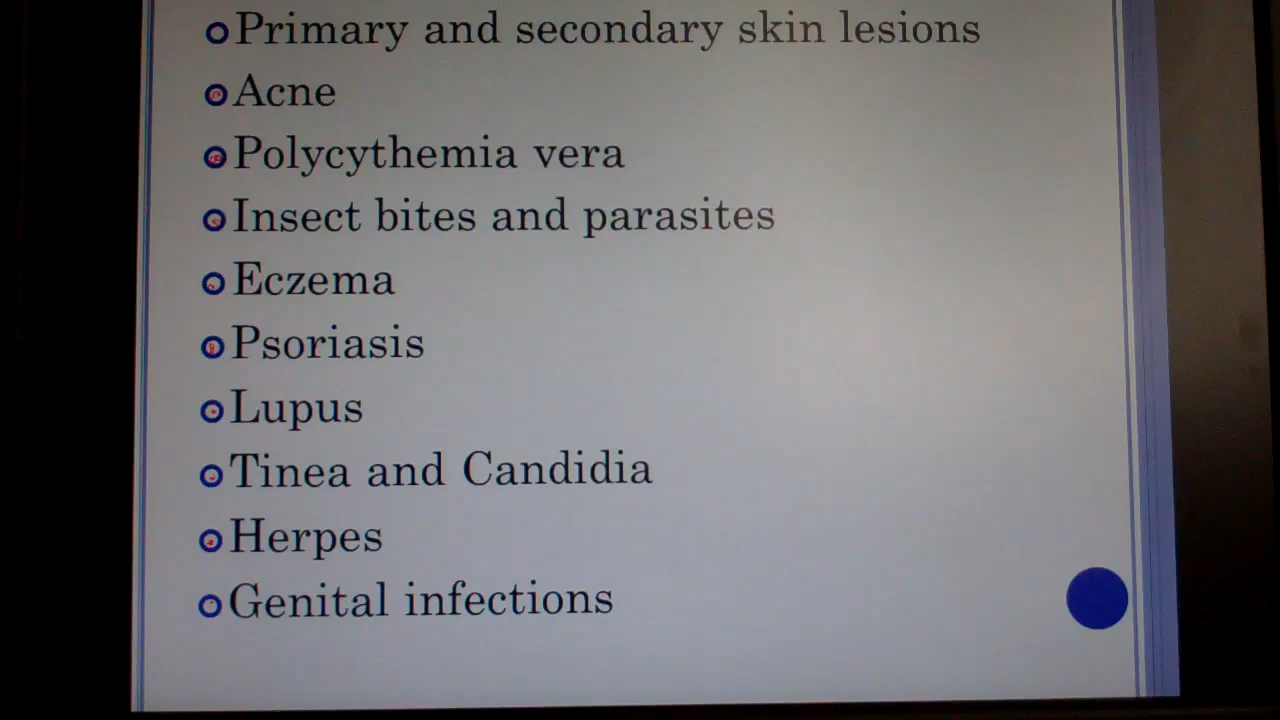 Primary and secondary skin lesions
Acne
Polycythemia vera
Insect bites and parasites
Eczema
Psoriasis
Lupus
Tinea and Candidia
Herpes
Genital infections